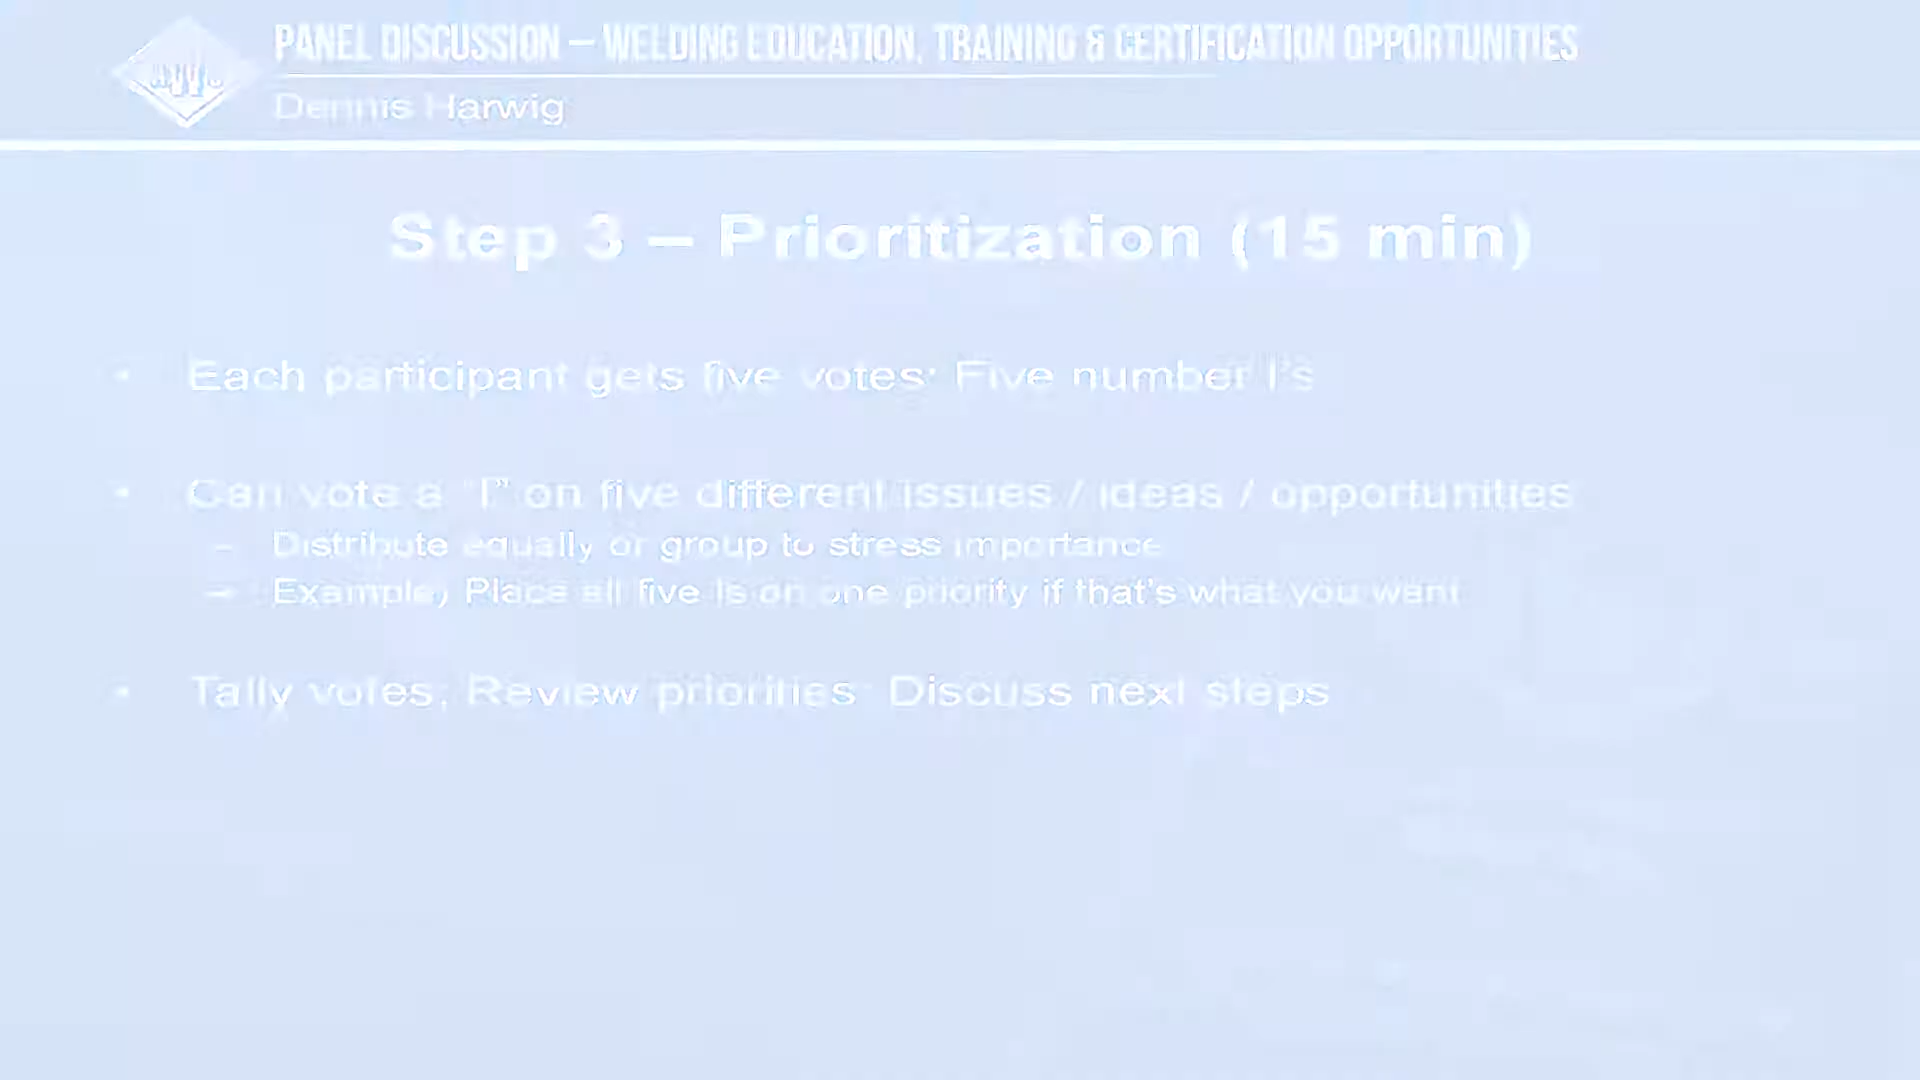 AWS
PANEL DISCUSSION – WELDING EDUCATION, TRAINING & CERTIFICATION OPPORTUNITIES
Dennis Harwig
Step 3 – Prioritization (15 min)
• Each participant gets five votes: Five number I's
• Can vote a "I" on five different issues / ideas / opportunities
– Distribute equally or group to stress importance
– Example) Place all five Is on one priority if that's what you want
• Tally votes; Review priorities: Discuss next steps